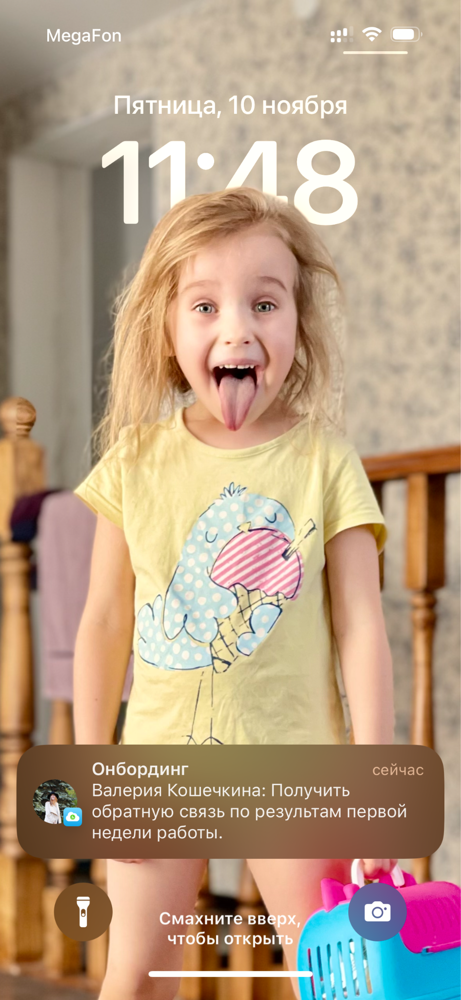 MegaFon
Пятница, 10 ноября
11:48
Онбординг
сейчас
Валерия Кошечкина: Получить
обратную связь по результам первой
недели работы.
Смахните вверх,
чтобы открыть